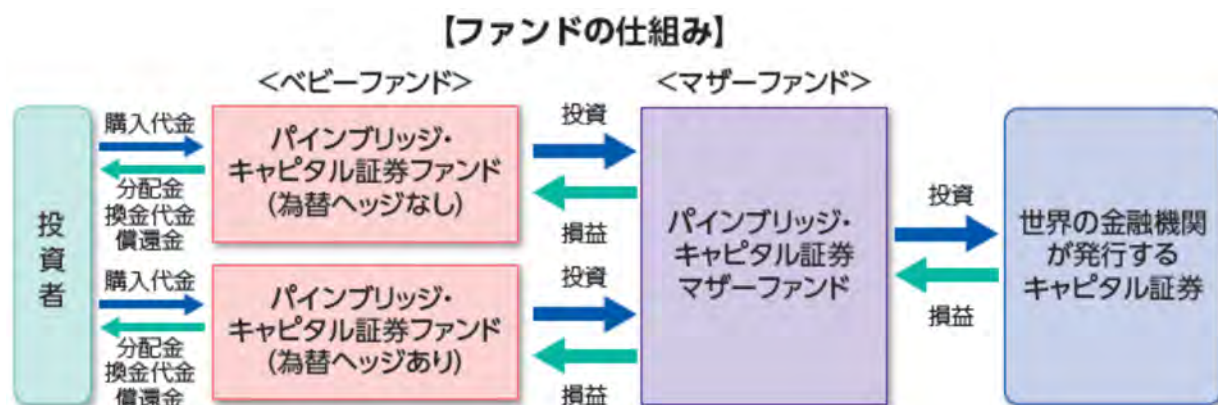 【ファンドの仕組み】
<ベビーファンド>
<マザーファンド>
投資者
購入代金
分配金
換金代金
償還金
パインブリッジ・
キャピタル証券ファンド
(為替ヘッジなし)
投資
損益
購入代金
分配金
換金代金
償還金
パインブリッジ・
キャピタル証券ファンド
(為替ヘッジあり)
投資
損益
パインブリッジ・
キャピタル証券
マザーファンド
投資
損益
世界の金融機関
が発行する
キャピタル証券